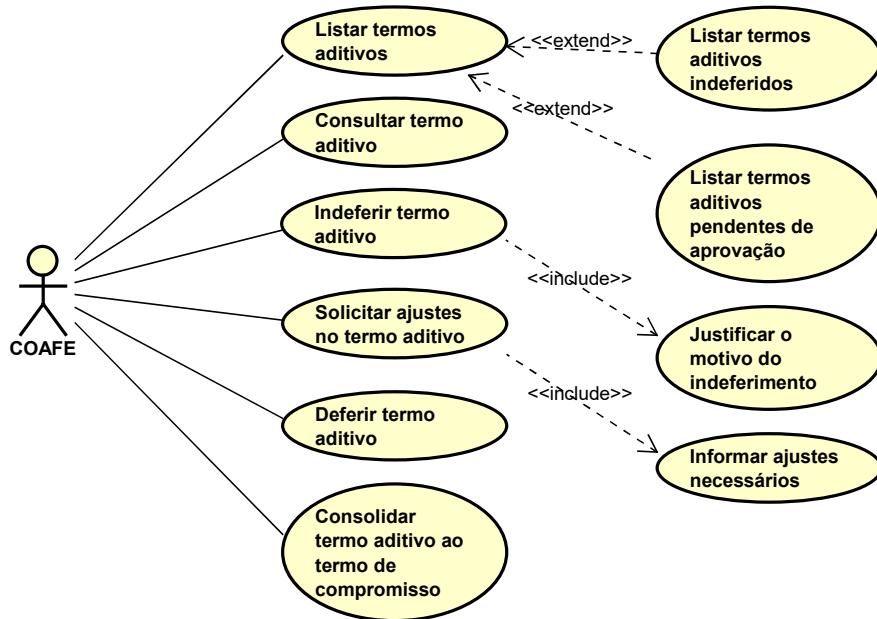 Listar termos
aditivos
<<extend>>
Listar termos
aditivos
indeferidos
<<extend>>
Consultar termo
aditivo
Listar termos
aditivos
pendentes de
aprovação
Indeferir termo
aditivo
<<include>>
Solicitar ajustes
no termo aditivo
Justificar o
motivo do
indeferimento
COAFE
<<include>>
Deferir termo
aditivo
Informar ajustes
necessários
Consolidar
termo aditivo ao
termo de
compromisso